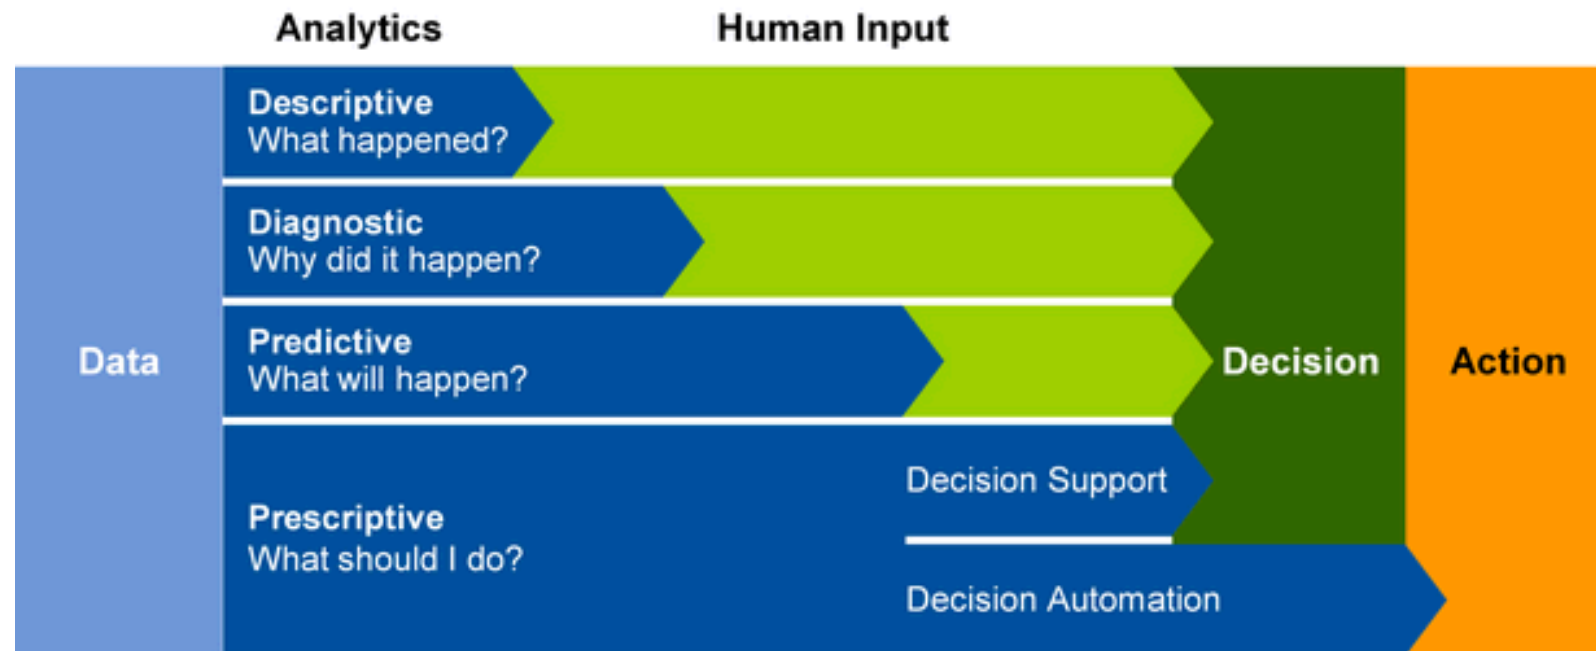 Analytics
Human Input
Data
Descriptive
What happened?
Diagnostic
Why did it happen?
Predictive
What will happen?
Prescriptive
What should I do?
Decision Support
Decision Automation
Decision
Action